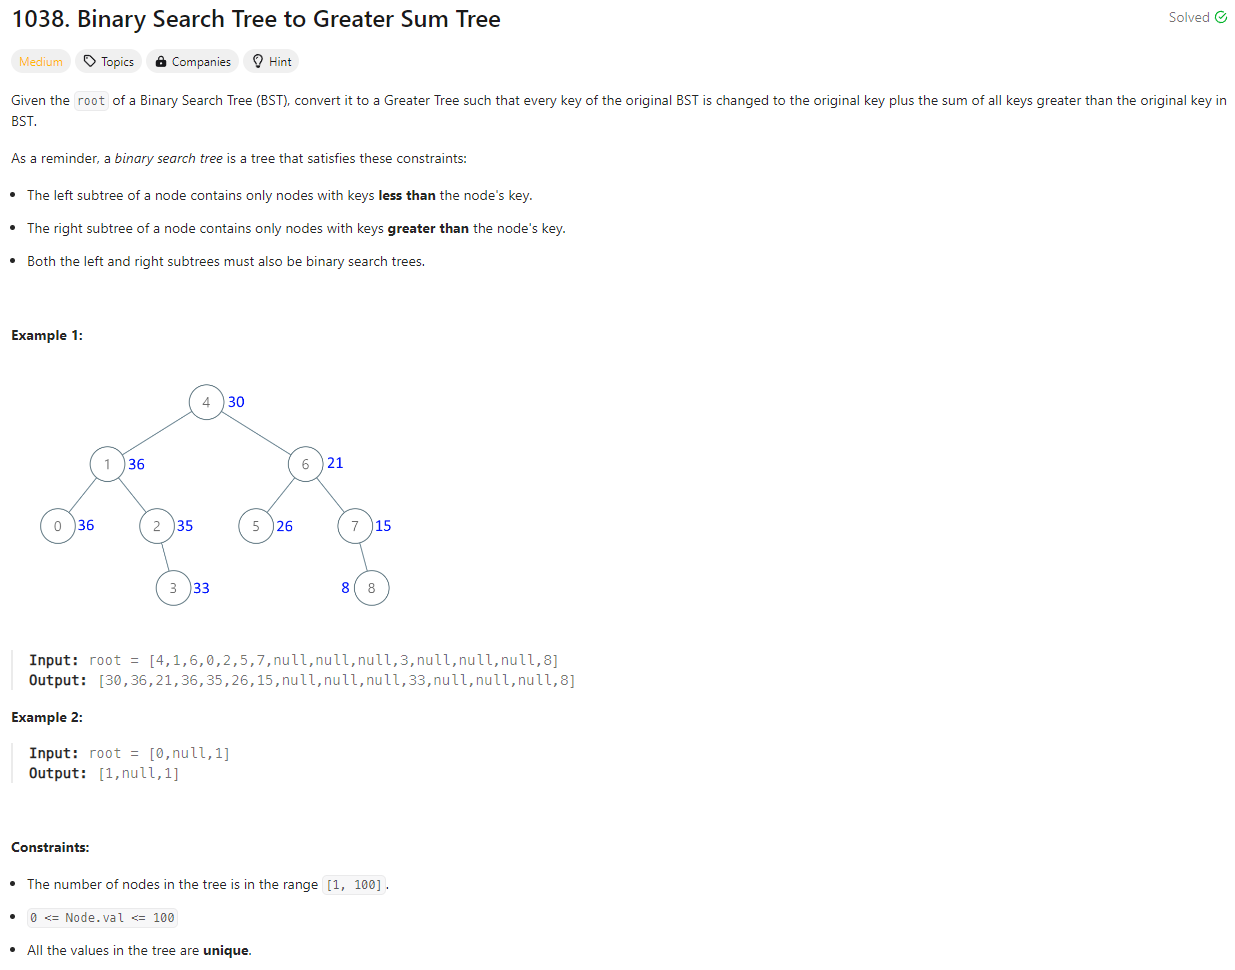 1038. Binary Search Tree to Greater Sum Tree
Solved
Medium Topics Companies Hint
Given the root of a Binary Search Tree (BST), convert it to a Greater Tree such that every key of the original BST is changed to the original key plus the sum of all keys greater than the original key in
BST.
As a reminder, a binary search tree is a tree that satisfies these constraints:
• The left subtree of a node contains only nodes with keys less than the node's key.
• The right subtree of a node contains only nodes with keys greater than the node's key.
• Both the left and right subtrees must also be binary search trees.
Example 1:
4 30
1 36 6 21
0 36 2 35 5 26 7 15
3 33 8 8
Input: root = [4,1,6,0,2,5,7,null,null,null,3,null,null,null,8]
Output: [30,36,21,36,35,26,15,null,null,null,33,null,null,null,8]
Example 2:
Input: root = [0,null,1]
Output: [1,null,1]
Constraints:
• The number of nodes in the tree is in the range [1, 100].
• 0 <= Node.val <= 100
• All the values in the tree are unique.